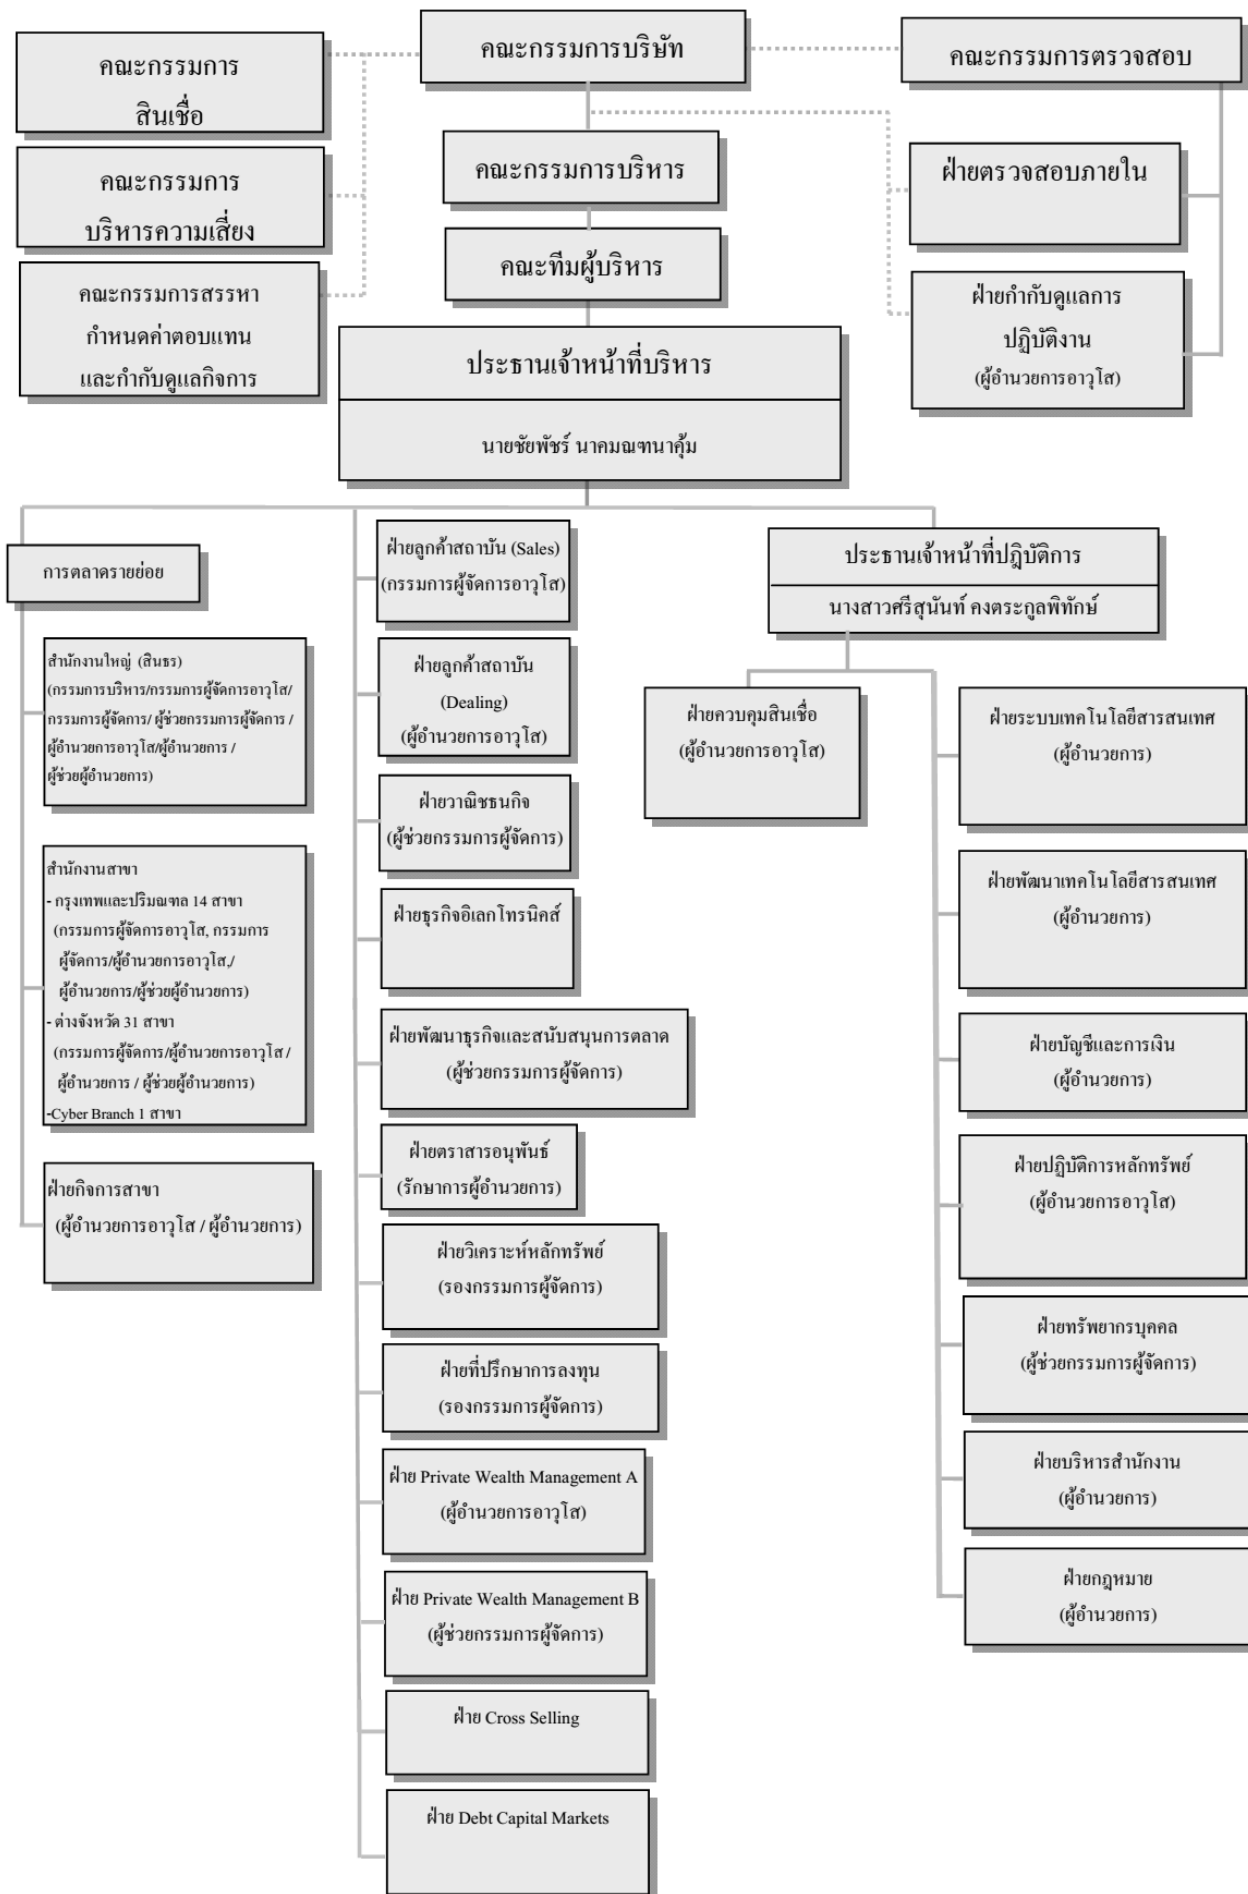 คณะกรรมการ
สินเชื่อ
คณะกรรมการบริษัท
คณะกรรมการตรวจสอบ
คณะกรรมการ
บริหารความเสี่ยง
คณะกรรมการบริหาร
ฝ่ายตรวจสอบภายใน
คณะกรรมการสรรหา
กำหนดค่าตอบแทน
และกำกับดูแลกิจการ
คณะทีมผู้บริหาร
ฝ่ายกำกับดูแลการ
ปฏิบัติงาน
(ผู้อำนวยการอาวุโส)
ประธานเจ้าหน้าที่บริหาร
นายชัยพัชร์ นาคมณฑนาคุ้ม
การตลาดรายย่อย
สำนักงานใหญ่ (สินธร)
(กรรมการบริหาร/กรรมการผู้จัดการอาวุโส/
กรรมการผู้จัดการ/ ผู้ช่วยกรรมการผู้จัดการ /
ผู้อำนวยการอาวุโส/ผู้อำนวยการ /
ผู้ช่วยผู้อำนวยการ)
สำนักงานสาขา
- กรุงเทพและปริมณฑล 14 สาขา
(กรรมการผู้จัดการอาวุโส, กรรมการ
ผู้จัดการ/ผู้อำนวยการอาวุโส,/
ผู้อำนวยการ/ผู้ช่วยผู้อำนวยการ)
- ต่างจังหวัด 31 สาขา
(กรรมการผู้จัดการ/ผู้อำนวยการอาวุโส /
ผู้อำนวยการ / ผู้ช่วยผู้อำนวยการ)
-Cyber Branch 1 สาขา
ฝ่ายกิจการสาขา
(ผู้อำนวยการอาวุโส / ผู้อำนวยการ)
ฝ่ายลูกค้าสถาบัน (Sales)
(กรรมการผู้จัดการอาวุโส)
ฝ่ายลูกค้าสถาบัน
(Dealing)
(ผู้อำนวยการอาวุโส)
ฝ่ายวาณิชธนกิจ
(ผู้ช่วยกรรมการผู้จัดการ)
ฝ่ายธุรกิจอิเลกโทรนิคส์
ฝ่ายพัฒนาธุรกิจและสนับสนุนการตลาด
(ผู้ช่วยกรรมการผู้จัดการ)
ฝ่ายตราสารอนุพันธ์
(รักษาการผู้อำนวยการ)
ฝ่ายวิเคราะห์หลักทรัพย์
(รองกรรมการผู้จัดการ)
ฝ่ายที่ปรึกษาการลงทุน
(รองกรรมการผู้จัดการ)
ฝ่าย Private Wealth Management A
(ผู้อำนวยการอาวุโส)
ฝ่าย Private Wealth Management B
(ผู้ช่วยกรรมการผู้จัดการ)
ฝ่าย Cross Selling
ฝ่าย Debt Capital Markets
ประธานเจ้าหน้าที่ปฎิบัติการ
นางสาวศรีสุนันท์ คงตระกูลพิทักษ์
ฝ่ายควบคุมสินเชื่อ
(ผู้อำนวยการอาวุโส)
ฝ่ายระบบเทคโนโลยีสารสนเทศ
(ผู้อำนวยการ)
ฝ่ายพัฒนาเทคโนโลยีสารสนเทศ
(ผู้อำนวยการ)
ฝ่ายบัญชีและการเงิน
(ผู้อำนวยการ)
ฝ่ายปฏิบัติการหลักทรัพย์
(ผู้อำนวยการอาวุโส)
ฝ่ายทรัพยากรบุคคล
(ผู้ช่วยกรรมการผู้จัดการ)
ฝ่ายบริหารสำนักงาน
(ผู้อำนวยการ)
ฝ่ายกฎหมาย
(ผู้อำนวยการ)